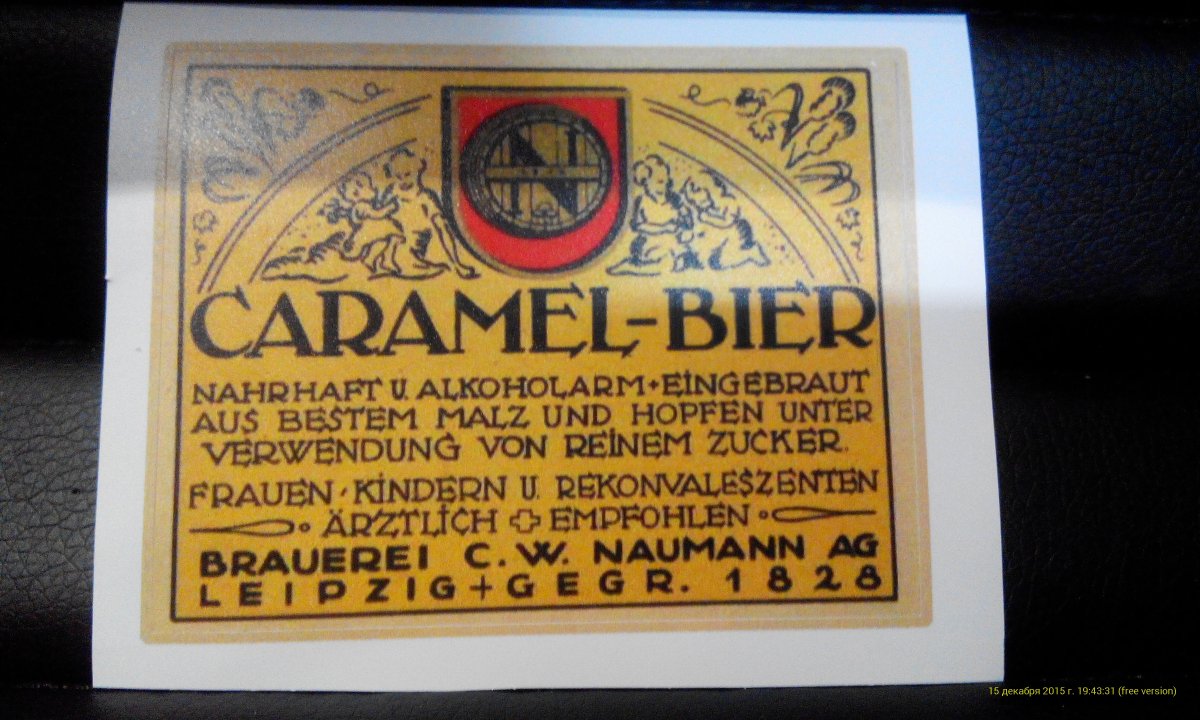 N
CARAMEL-BIER
NAHRHAFT U. ALKOHOLARM • EINGEBRAUT
AUS BESTEM MALZ UND HOPFEN UNTER
VERWENDUNG VON REINEM ZUCKER.
FRAUEN · KINDERN U. REKONVALESZENTEN
ÄRZTLICH EMPFOHLEN
BRAUEREI C. W. NAUMANN AG
LEIPZIG + GEGR. 1828
15 декабря 2015 г. 19:43:31 (free version)